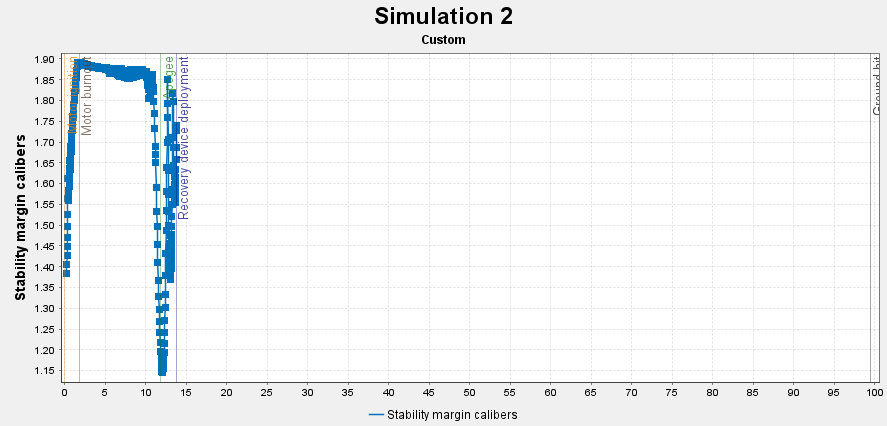 Simulation 2
Custom
Stability margin calibers
1.90
1.85
1.80
1.75
1.70
1.65
1.60
1.55
1.50
1.45
1.40
1.35
1.30
1.25
1.20
1.15
Motor burnout
Apogee
Recovery device deployment
Ground hit
0 5 10 15 20 25 30 35 40 45 50 55 60 65 70 75 80 85 90 95 100
Stability margin calibers